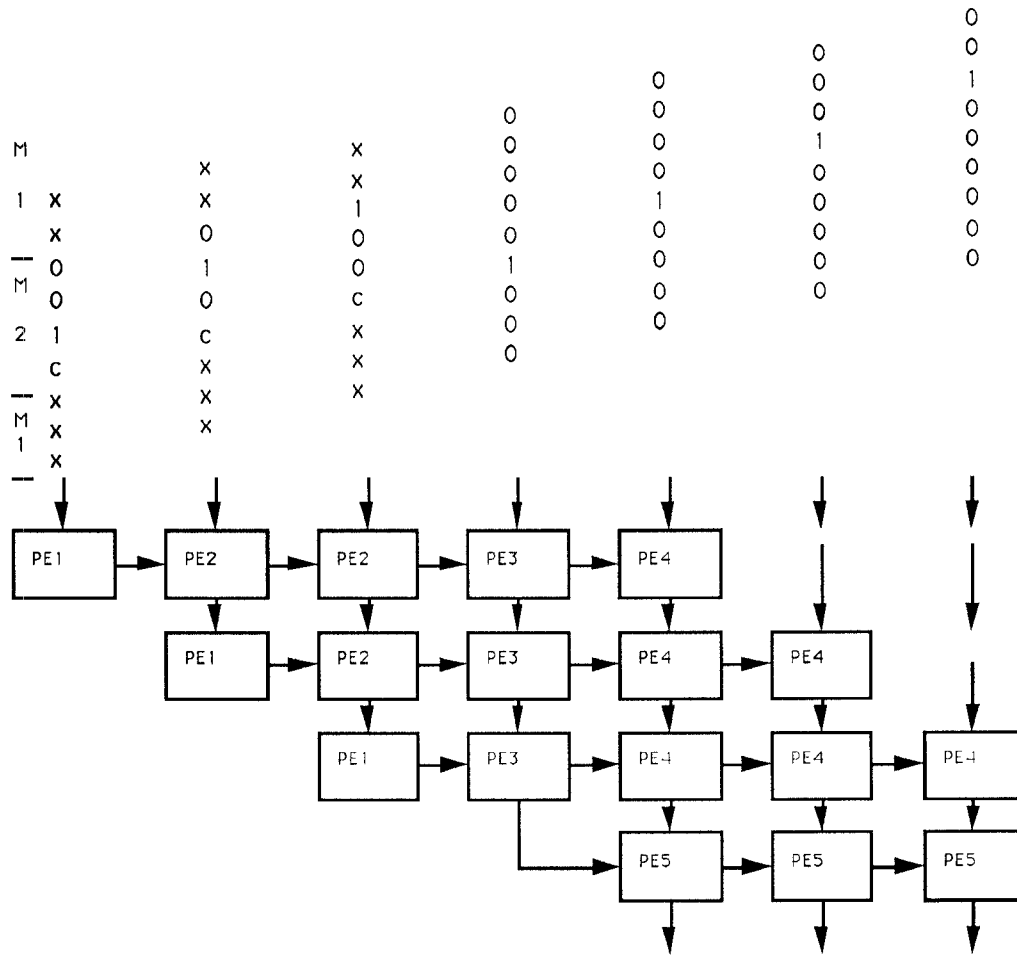 M 1
M 2
M 1
x x 0 0 1 c x x x
x x 0 1 0 c x x x
x x 1 0 0 c x x x
0 0 0 0 0 1 0 0 0
0 0 0 0 1 0 0 0 0
0 0 0 1 0 0 0 0 0
0 0 1 0 0 0 0 0 0
PE1 PE2 PE2 PE3 PE4
PE1 PE2 PE3 PE4 PE4
PE1 PE3 PE4 PE4 PE4
PE5 PE5 PE5